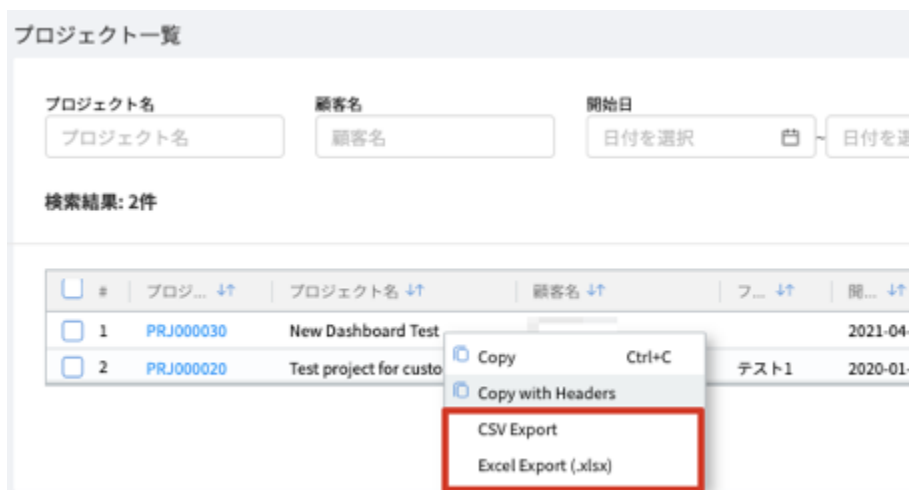 プロジェクト一覧
プロジェクト名 顧客名 開始日
プロジェクト名 顧客名 日付を選択 ~ 日付を選
検索結果: 2件
# プロジ... プロジェクト名 顧客名 フ... 開...
1 PRJ000030 New Dashboard Test 2021-04-
2 PRJ000020 Test project for custo テスト1 2020-01-
Copy Ctrl+C
Copy with Headers
CSV Export
Excel Export (.xlsx)